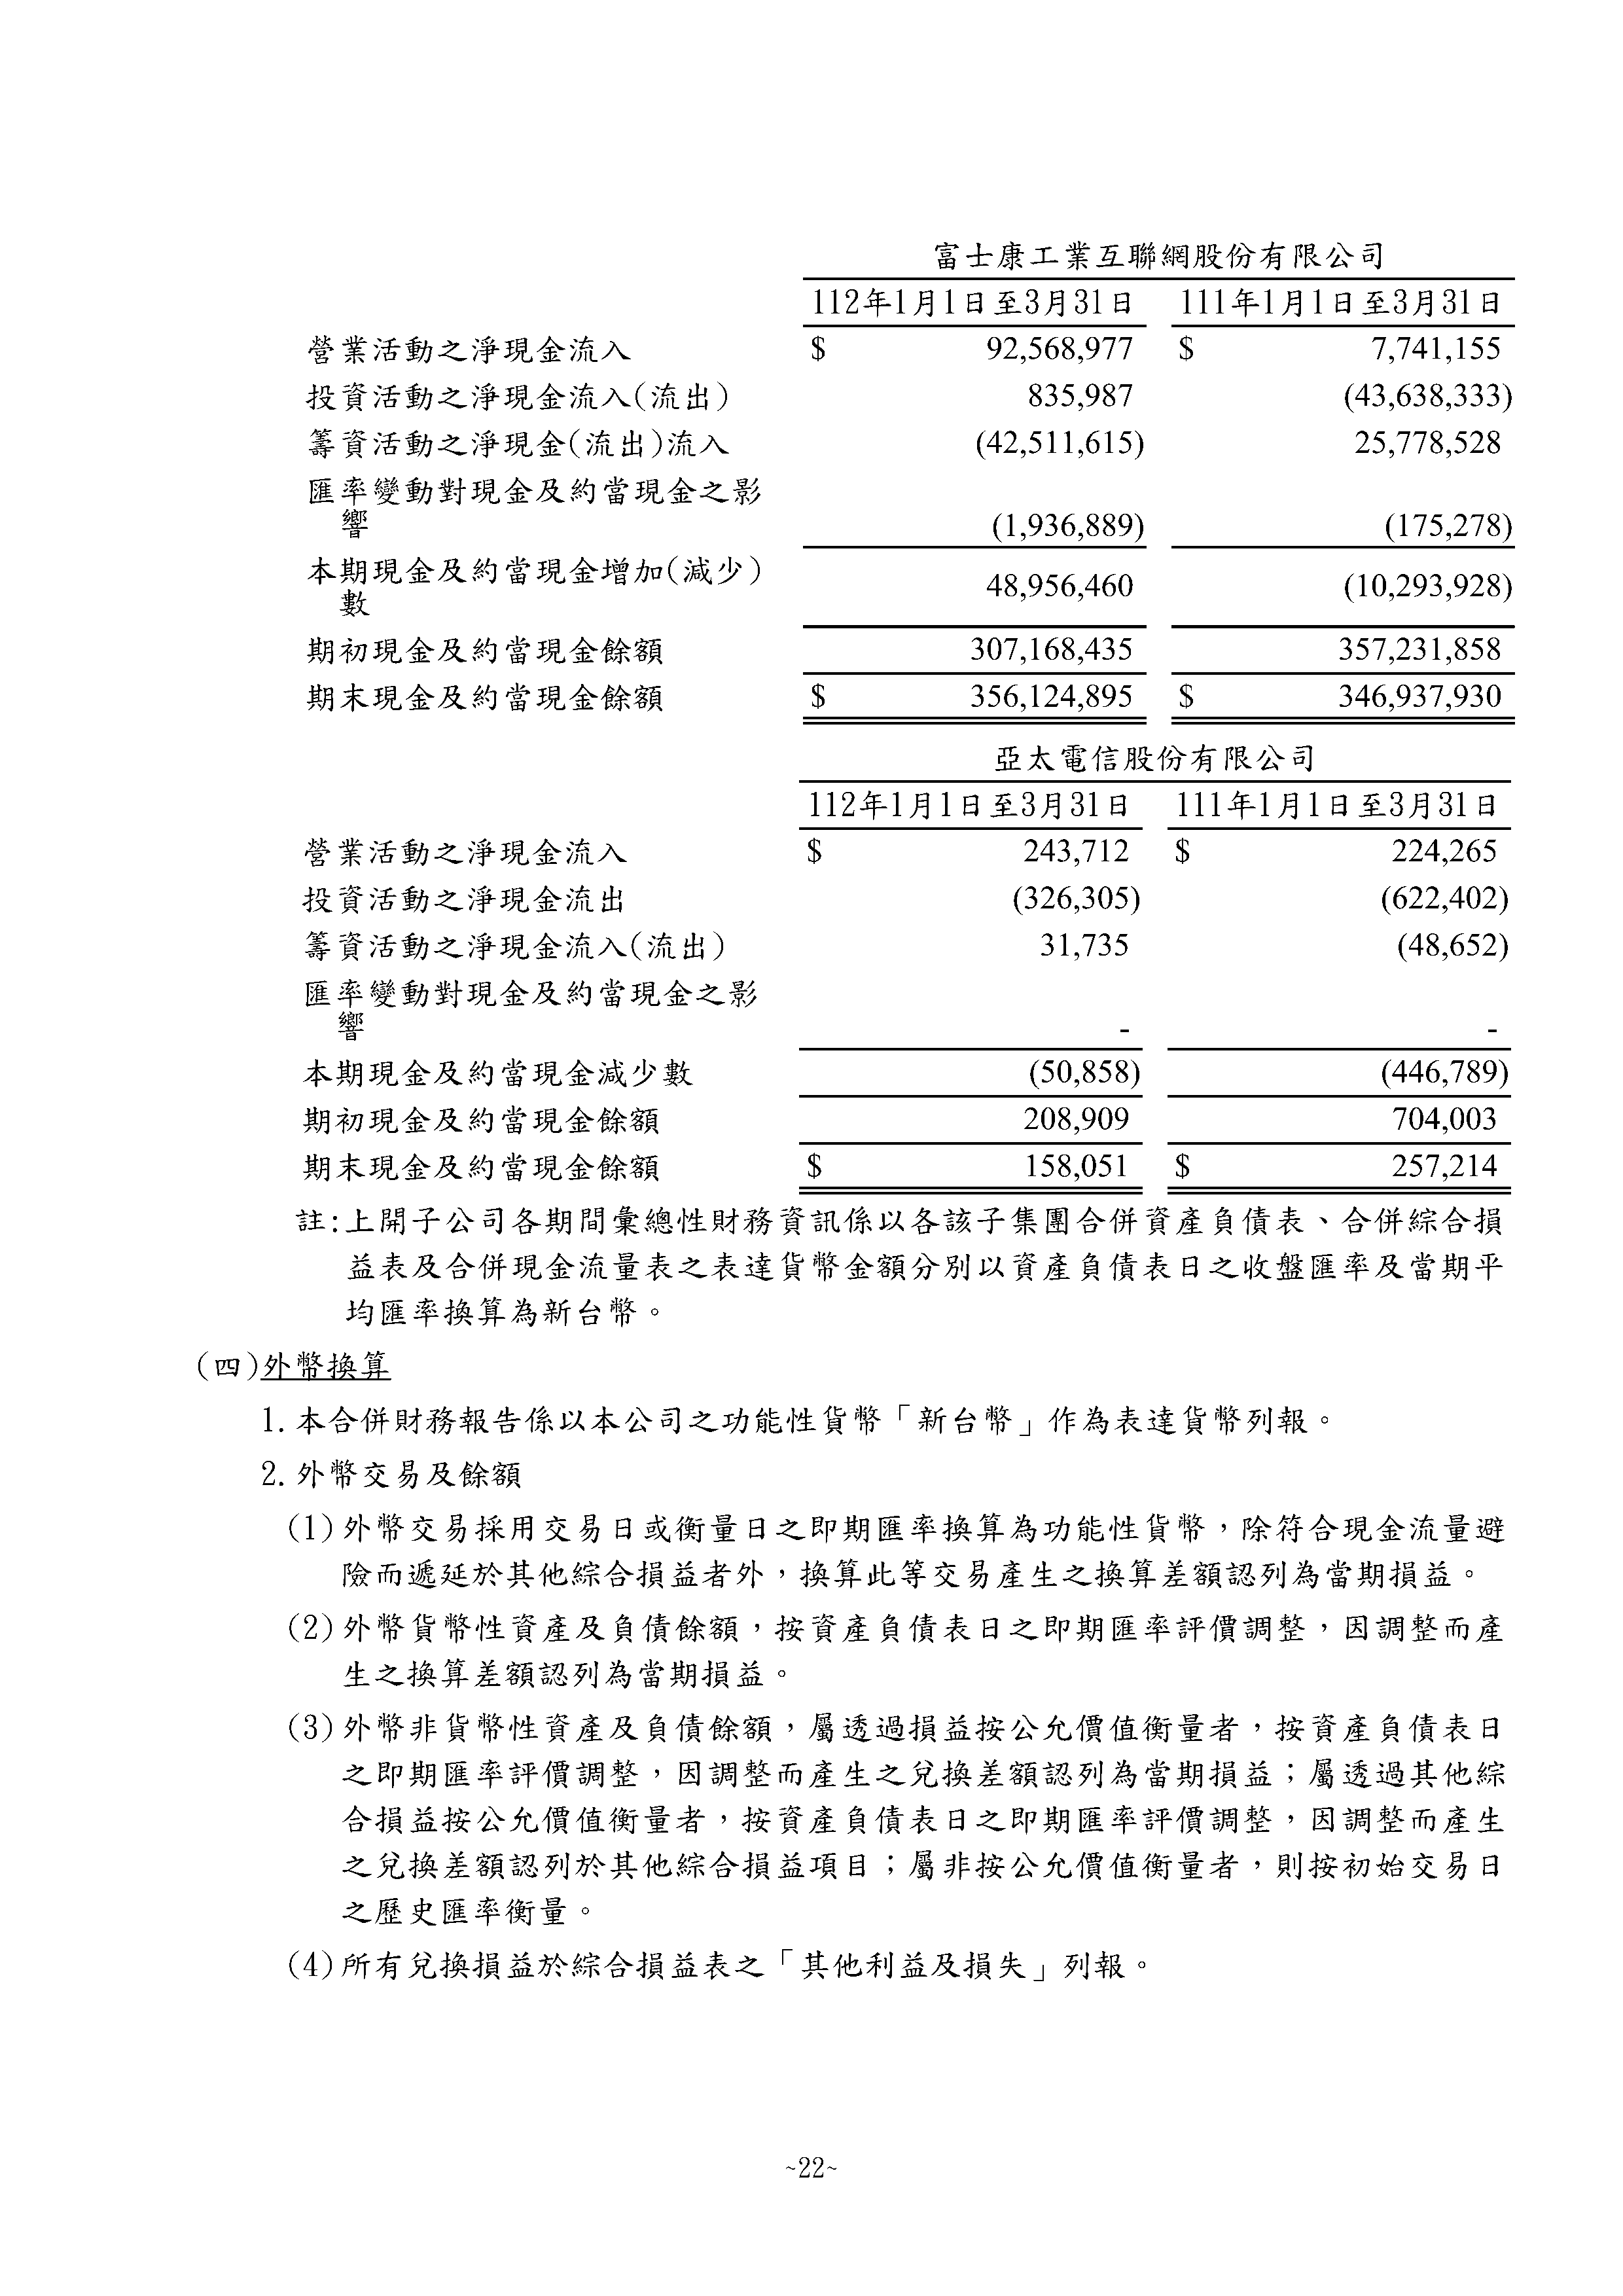 富士康工業互聯網股份有限公司
112年1月1日至3月31日 111年1月1日至3月31日
營業活動之淨現金流入 $ 92,568,977 $ 7,741,155
投資活動之淨現金流入(流出) 835,987 (43,638,333)
籌資活動之淨現金(流出)流入 (42,511,615) 25,778,528
匯率變動對現金及約當現金之影
響 (1,936,889) (175,278)
本期現金及約當現金增加(減少)
數 48,956,460 (10,293,928)
期初現金及約當現金餘額 307,168,435 357,231,858
期末現金及約當現金餘額 $ 356,124,895 $ 346,937,930
亞太電信股份有限公司
112年1月1日至3月31日 111年1月1日至3月31日
營業活動之淨現金流入 $ 243,712 $ 224,265
投資活動之淨現金流出 (326,305) (622,402)
籌資活動之淨現金流入(流出) 31,735 (48,652)
匯率變動對現金及約當現金之影
響 - -
本期現金及約當現金減少數 (50,858) (446,789)
期初現金及約當現金餘額 208,909 704,003
期末現金及約當現金餘額 $ 158,051 $ 257,214
註:上開子公司各期間彙總性財務資訊係以各該子集團合併資產負債表、合併綜合損
益表及合併現金流量表之表達貨幣金額分別以資產負債表日之收盤匯率及當期平
均匯率換算為新台幣。
(四)外幣換算
1.本合併財務報告係以本公司之功能性貨幣「新台幣」作為表達貨幣列報。
2.外幣交易及餘額
(1)外幣交易採用交易日或衡量日之即期匯率換算為功能性貨幣，除符合現金流量避
險而遞延於其他綜合損益者外，換算此等交易產生之換算差額認列為當期損益。
(2)外幣貨幣性資產及負債餘額，按資產負債表日之即期匯率評價調整，因調整而產
生之換算差額認列為當期損益。
(3)外幣非貨幣性資產及負債餘額，屬透過損益按公允價值衡量者，按資產負債表日
之即期匯率評價調整，因調整而產生之兌換差額認列為當期損益；屬透過其他綜
合損益按公允價值衡量者，按資產負債表日之即期匯率評價調整，因調整而產生
之兌換差額認列於其他綜合損益項目；屬非按公允價值衡量者，則按初始交易日
之歷史匯率衡量。
(4)所有兌換損益於綜合損益表之「其他利益及損失」列報。
~22~